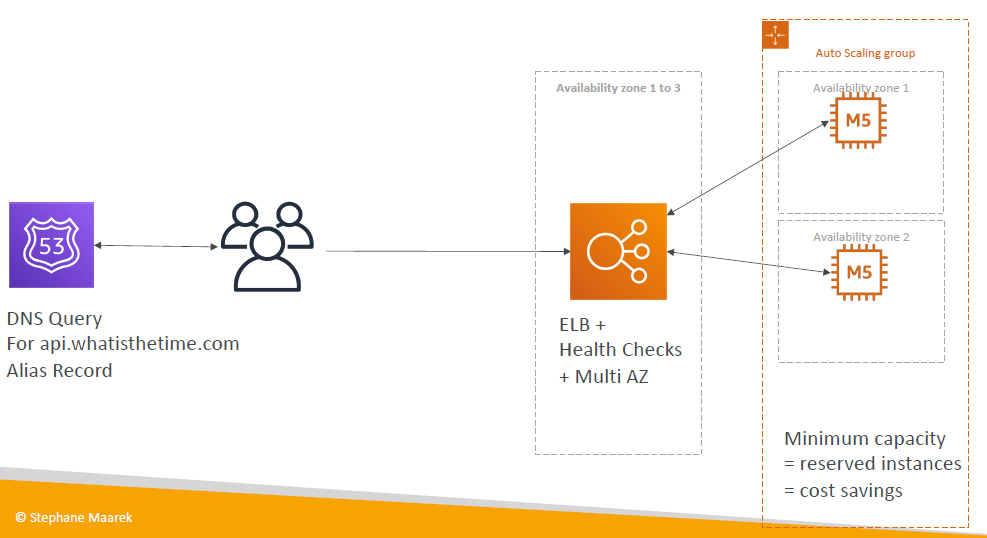 Auto Scaling group
Availability zone 1 to 3
Availability zone 1
M5
Availability zone 2
M5
53
DNS Query
For api.whatisthetime.com
Alias Record
ELB +
Health Checks
+ Multi AZ
Minimum capacity
= reserved instances
= cost savings
© Stephane Maarek